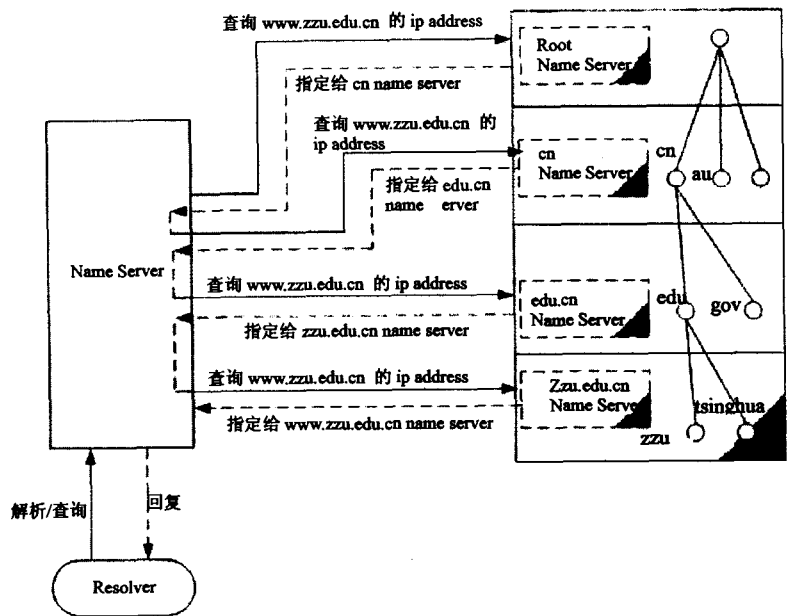 查询 www.zzu.edu.cn 的 ip address
Root
Name Server
指定给 cn name server
查询 www.zzu.edu.cn 的
ip address
cn
Name Server
cn
au
指定给 edu.cn
name erver
Name Server
查询 www.zzu.edu.cn 的 ip address
edu.cn
Name Server
edu
gov
指定给 zzu.edu.cn name server
查询 www.zzu.edu.cn 的 ip address
Zzu.edu.cn
Name Server
tsinghua
zzu
指定给 www.zzu.edu.cn name server
解析/查询
回复
Resolver